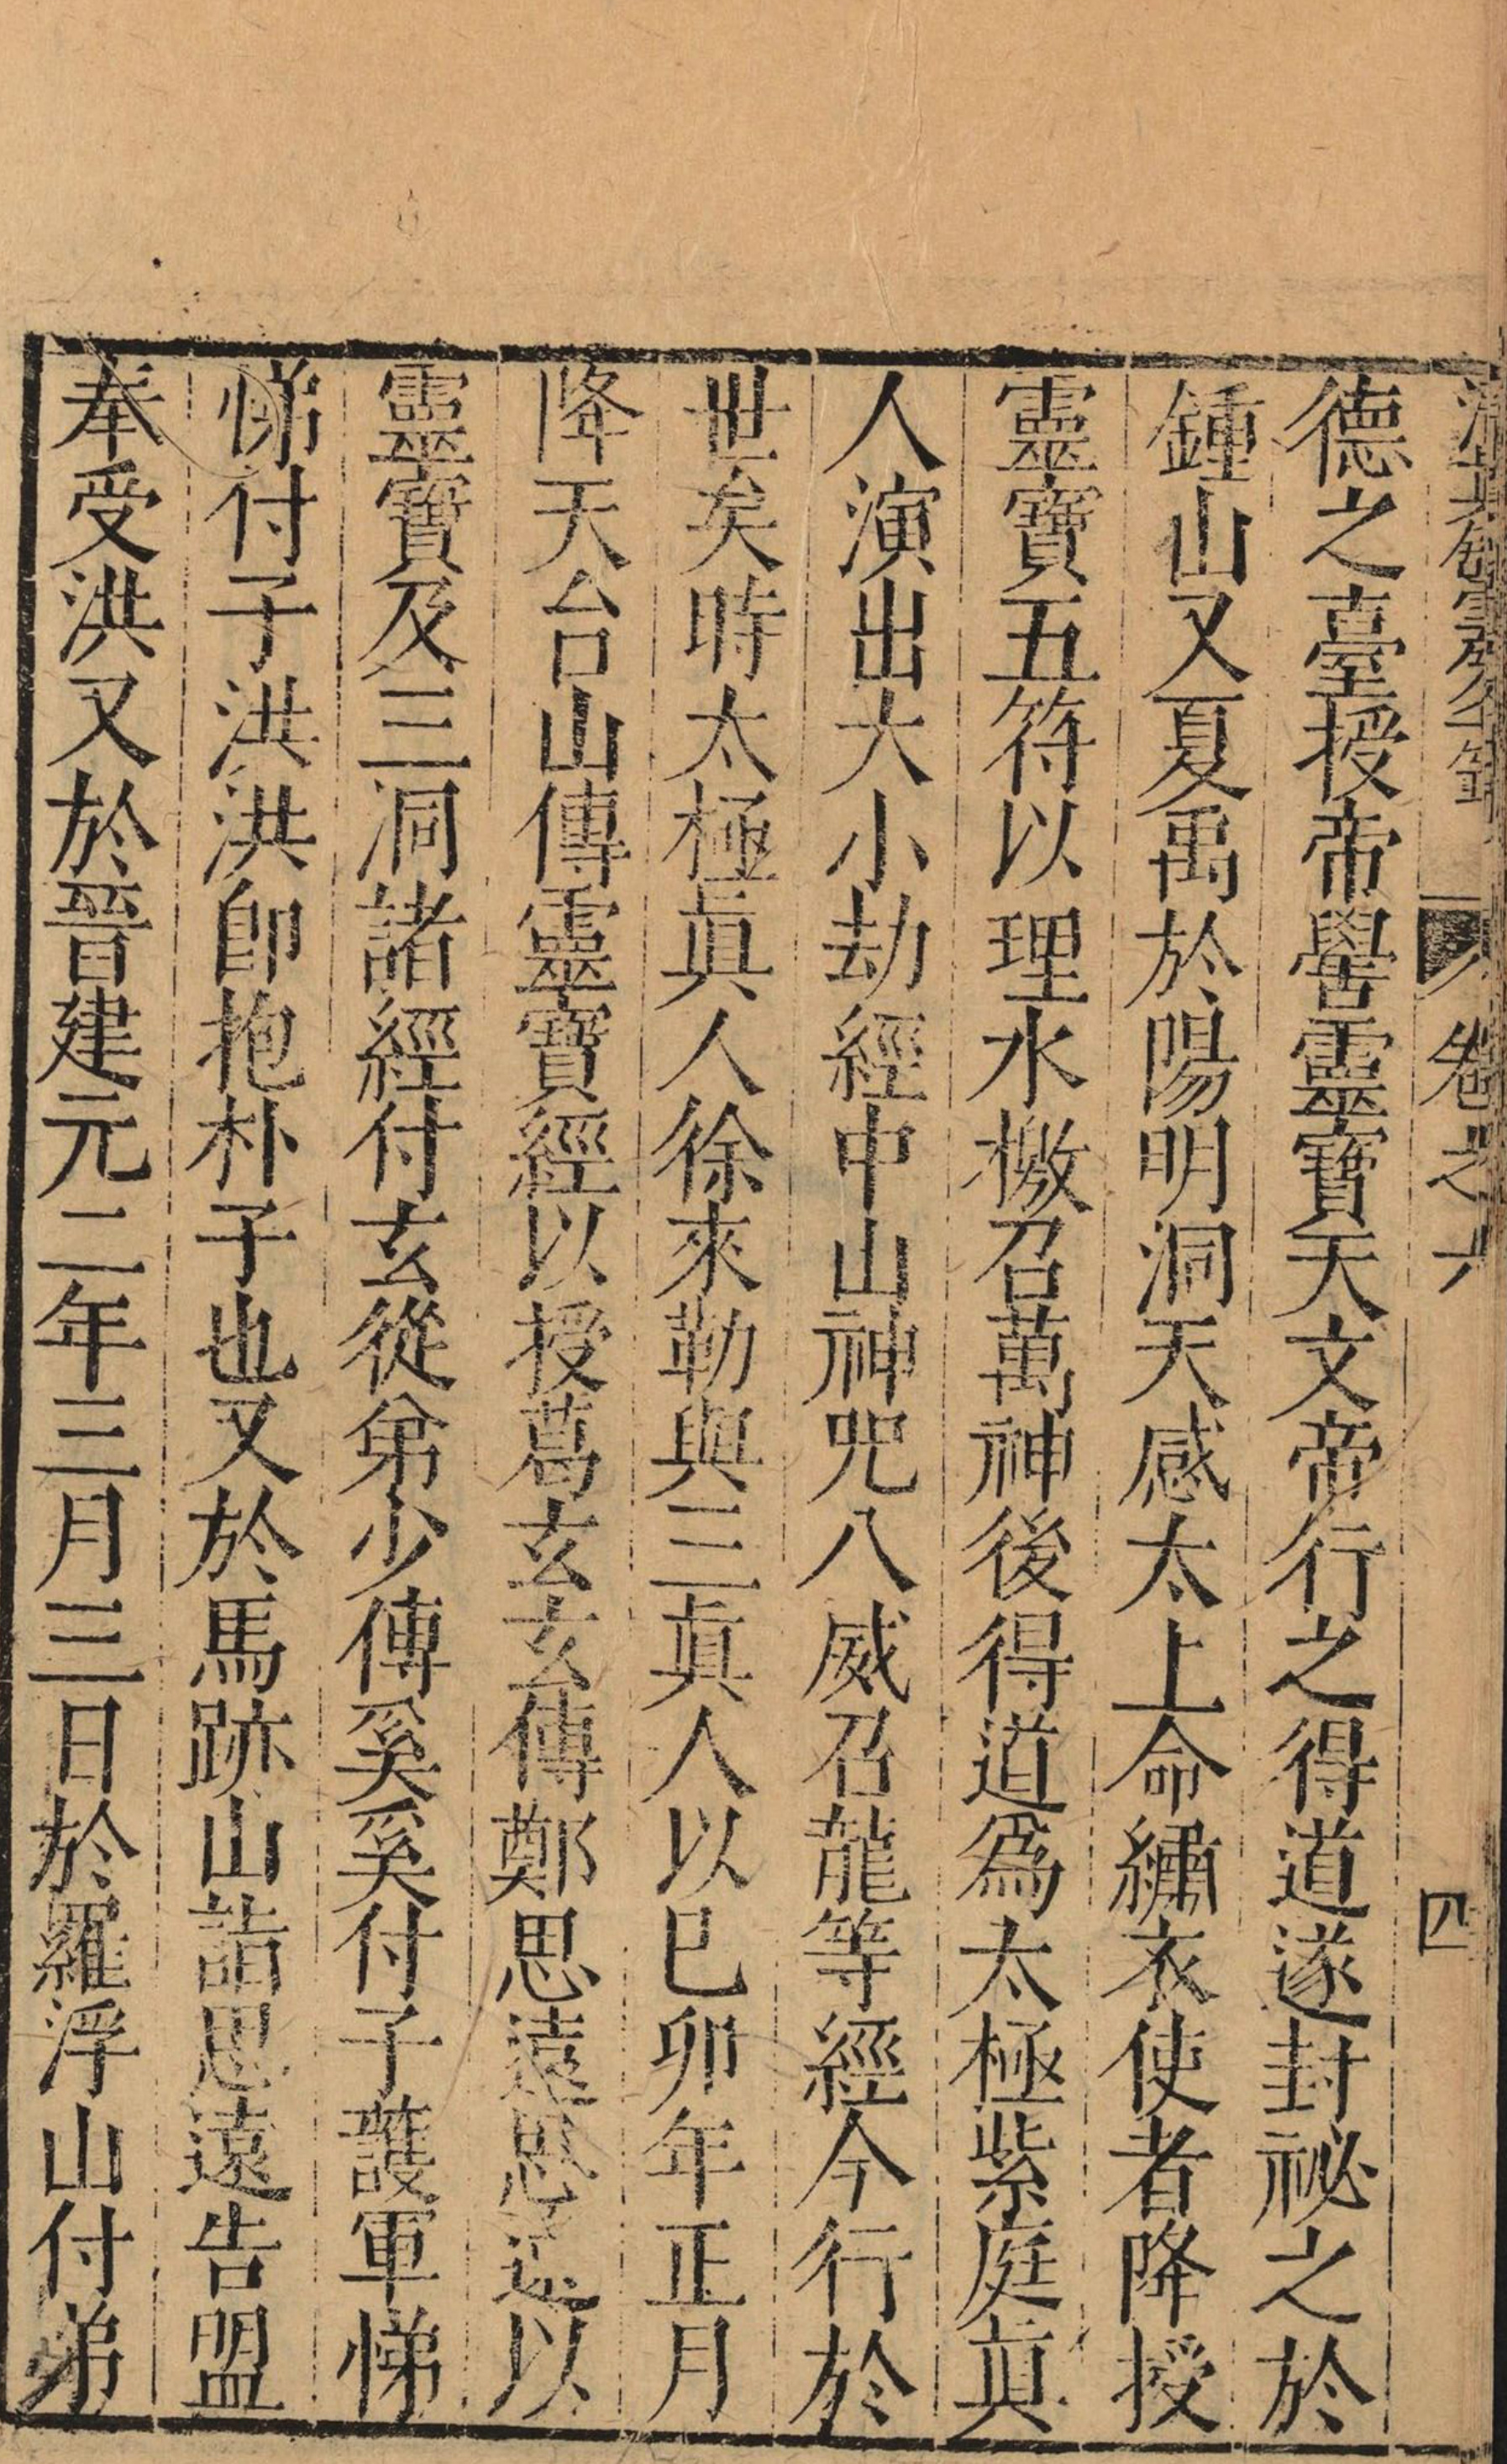 卷之六
四
德之臺授帝嚳靈寶天文帝行之得道遂封祕之於
鍾山又夏禹於陽明洞天感太上命繡衣使者降授
靈寶五符以理水檄召萬神後得道爲太極紫庭眞
人演出大小劫經中山神咒八威召龍等經今行於
世矣時太極眞人徐來勒與三眞人以巳卯年正月
降天台山傳靈寶經以授葛玄玄傳鄭思遠思遠以
靈寶及三洞諸經付玄從弟少傳奚奚付子護軍悌
悌付子洪洪卽抱朴子也又於馬跡山詣思遠告盟
奉受洪又於晉建元二年三月三日於羅浮山付弟